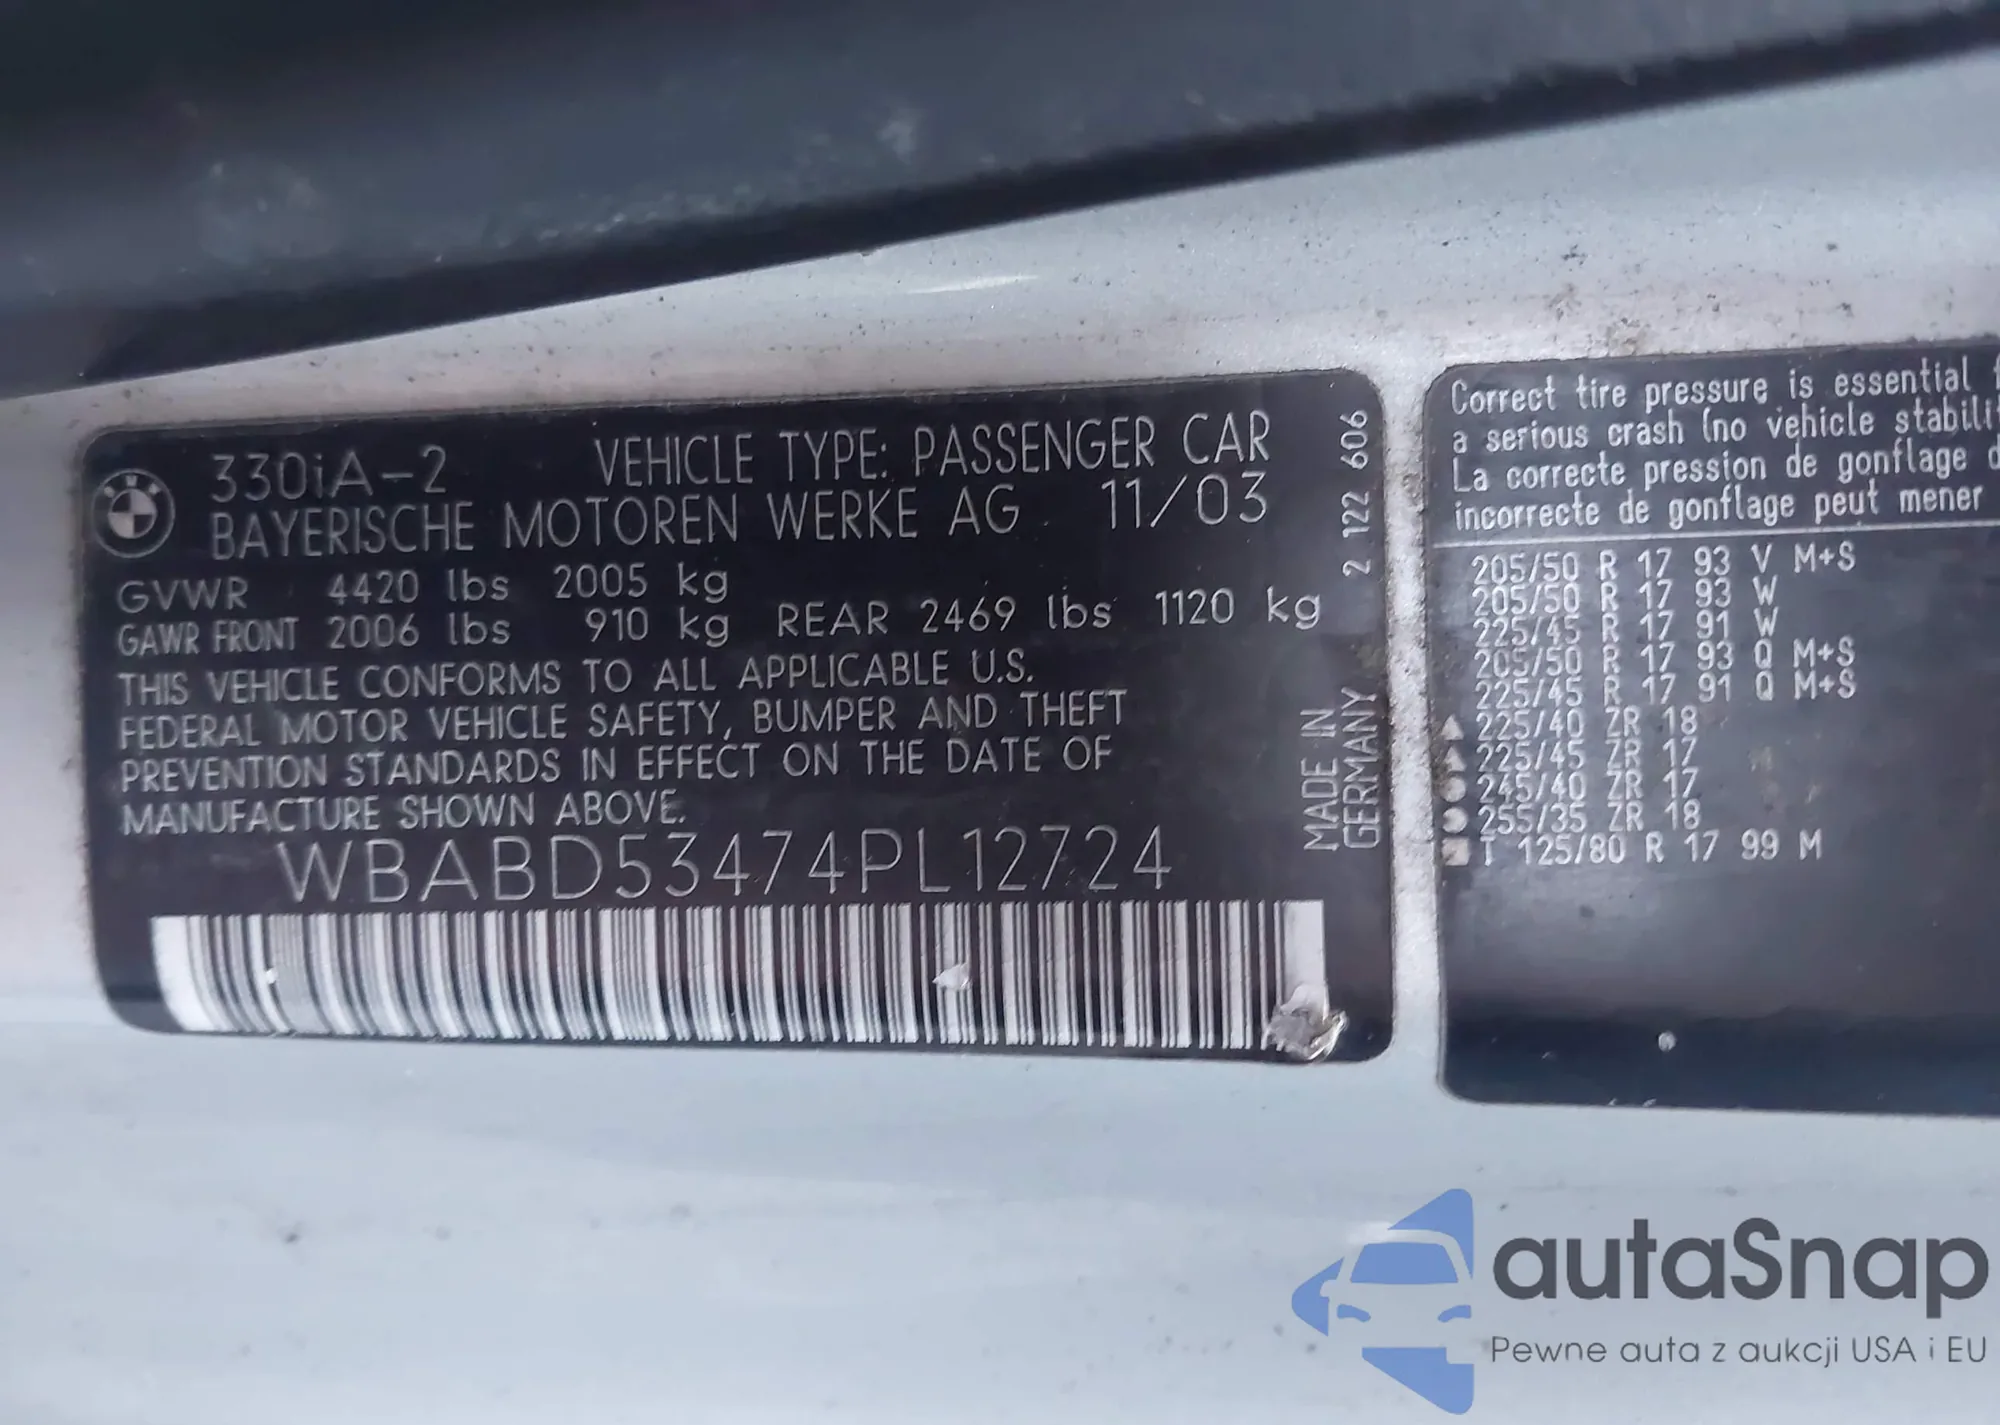 330iA-2 VEHICLE TYPE: PASSENGER CAR
BAYERISCHE MOTOREN WERKE AG 11/03
GVWR 4420 lbs 2005 kg
GAWR FRONT 2006 lbs 910 kg REAR 2469 lbs 1120 kg
THIS VEHICLE CONFORMS TO ALL APPLICABLE U.S.
FEDERAL MOTOR VEHICLE SAFETY, BUMPER AND THEFT
PREVENTION STANDARDS IN EFFECT ON THE DATE OF
MANUFACTURE SHOWN ABOVE.
WBABD53474PL12724
2 122 606
MADE IN
GERMANY
Correct tire pressure is essential
a serious crash (no vehicle stabili
La correcte pression de gonflage d
incorrecte de gonflage peut mener
205/50 R 17 93 V M+S
205/50 R 17 93 W
225/45 R 17 91 W
205/50 R 17 93 Q M+S
225/45 R 17 91 Q M+S
225/40 ZR 18
225/45 ZR 17
245/40 ZR 17
255/35 ZR 18
T 125/80 R 17 99 M
autaSnap
Pewne auta z aukcji USA i EU